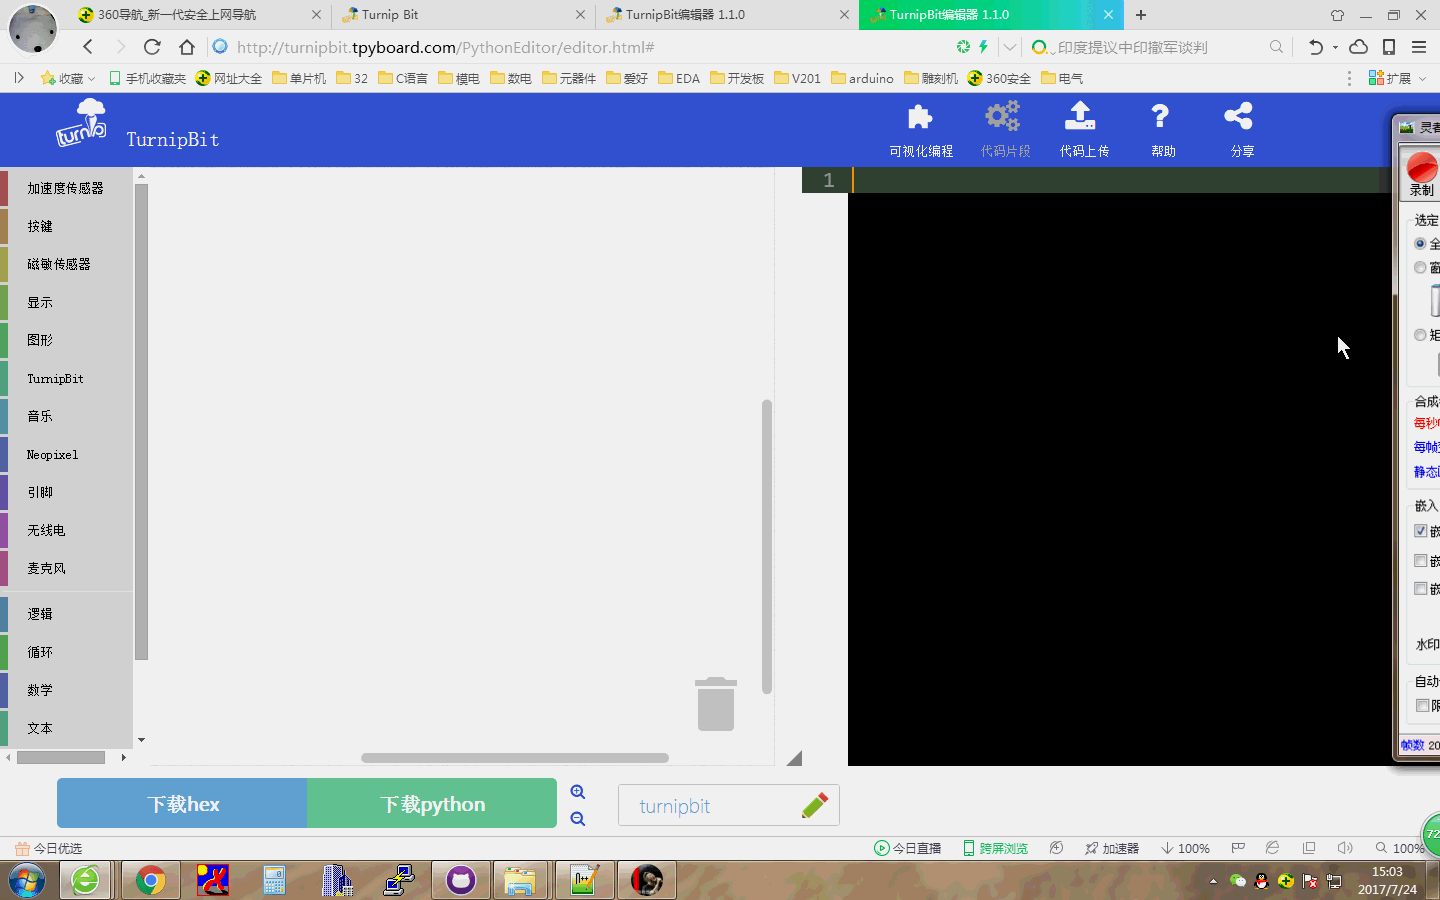 360导航_新一代安全上网导航
Turnip Bit
TurnipBit编辑器 1.1.0
TurnipBit编辑器 1.1.0
http://turnipbit.tpyboard.com/PythonEditor/editor.html#
印度提议中印撤军谈判
收藏
手机收藏夹
网址大全
单片机
32
C语言
模电
数电
元器件
爱好
EDA
开发板
V201
arduino
雕刻机
360安全
电气
扩展
turnip
TurnipBit
可视化编程
代码片段
代码上传
帮助
分享
加速度传感器
按键
磁敏传感器
显示
图形
TurnipBit
音乐
Neopixel
引脚
无线电
麦克风
逻辑
循环
数学
文本
1
录制
选定
全
矩
合成
静态
嵌入
水印
自动
限
帧数 20
下载hex
下载python
turnipbit
72
今日优选
今日直播
跨屏浏览
加速器
100%
100%
15:03
2017/7/24